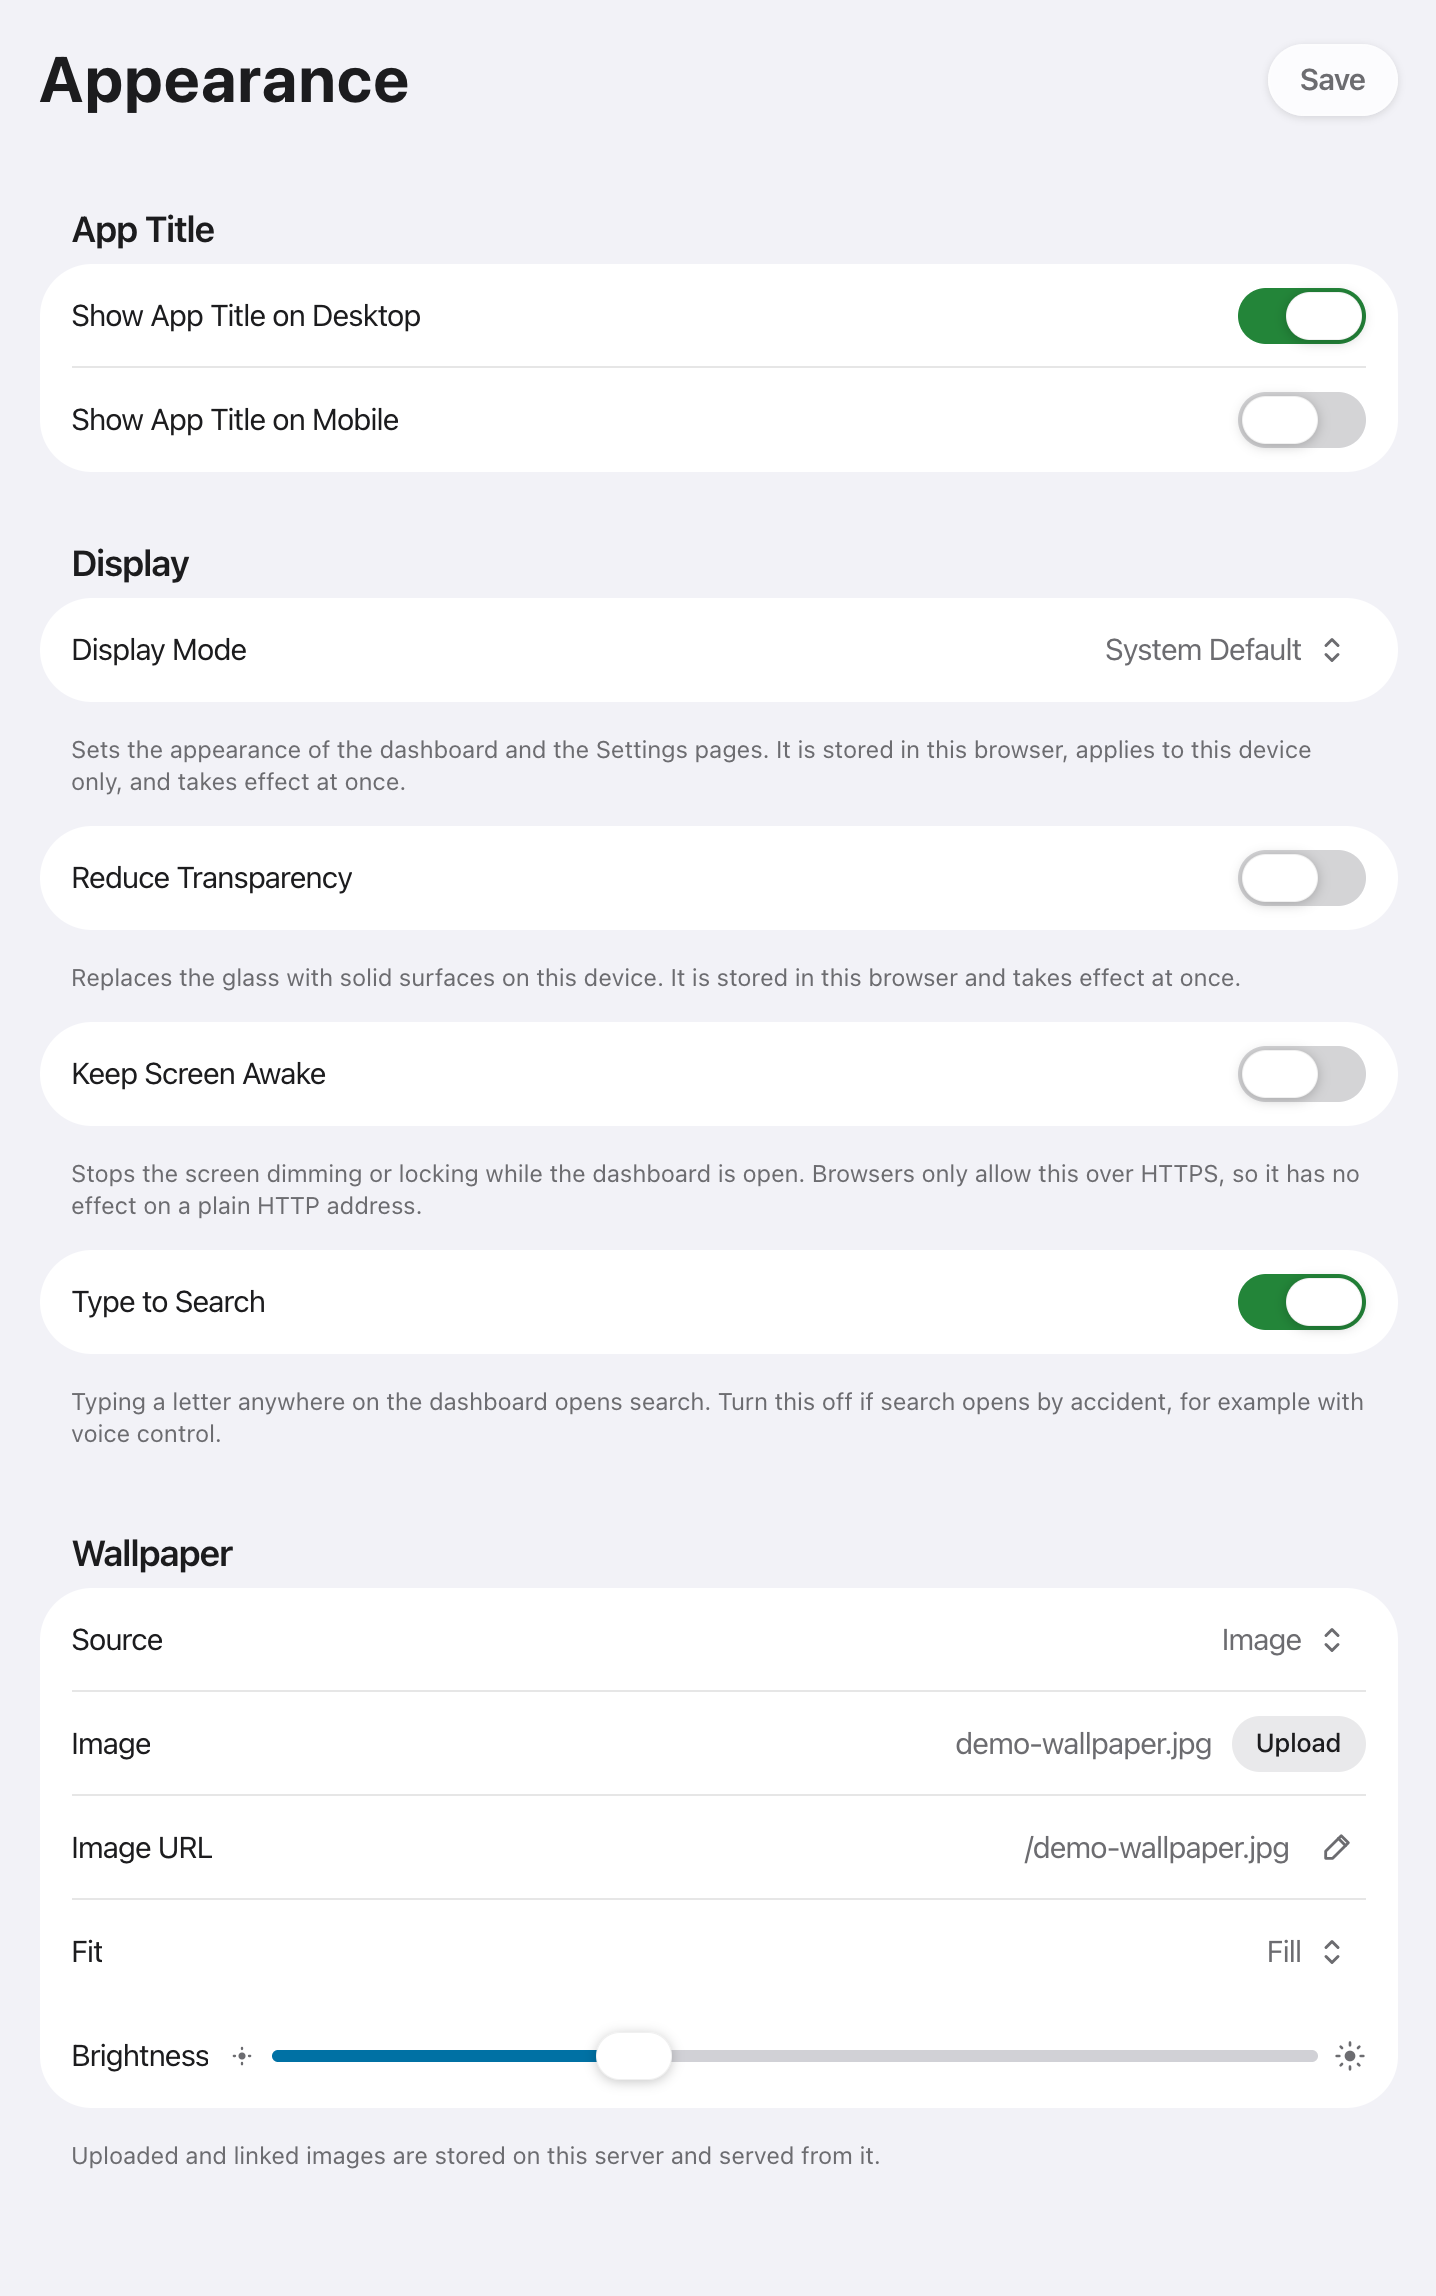 Appearance
Save
App Title
Show App Title on Desktop
Show App Title on Mobile
Display
Display Mode
System Default
Sets the appearance of the dashboard and the Settings pages. It is stored in this browser, applies to this device
only, and takes effect at once.
Reduce Transparency
Replaces the glass with solid surfaces on this device. It is stored in this browser and takes effect at once.
Keep Screen Awake
Stops the screen dimming or locking while the dashboard is open. Browsers only allow this over HTTPS, so it has no
effect on a plain HTTP address.
Type to Search
Typing a letter anywhere on the dashboard opens search. Turn this off if search opens by accident, for example with
voice control.
Wallpaper
Source
Image
Image
demo-wallpaper.jpg
Upload
Image URL
/demo-wallpaper.jpg
Fit
Fill
Brightness
Uploaded and linked images are stored on this server and served from it.